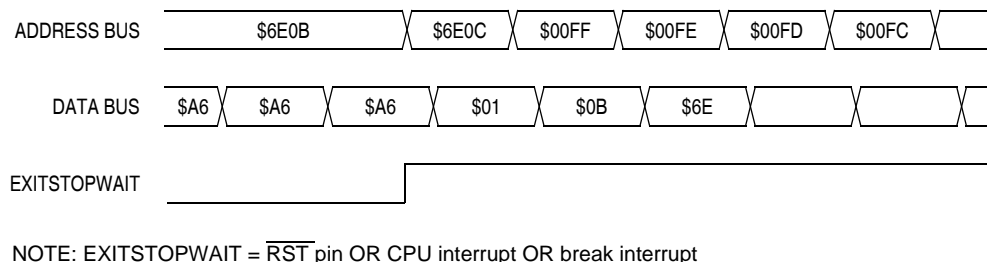 ADDRESS BUS $6E0B $6E0C $00FF $00FE $00FD $00FC
DATA BUS $A6 $A6 $A6 $01 $0B $6E
EXITSTOPWAIT
NOTE: EXITSTOPWAIT = RST pin OR CPU interrupt OR break interrupt